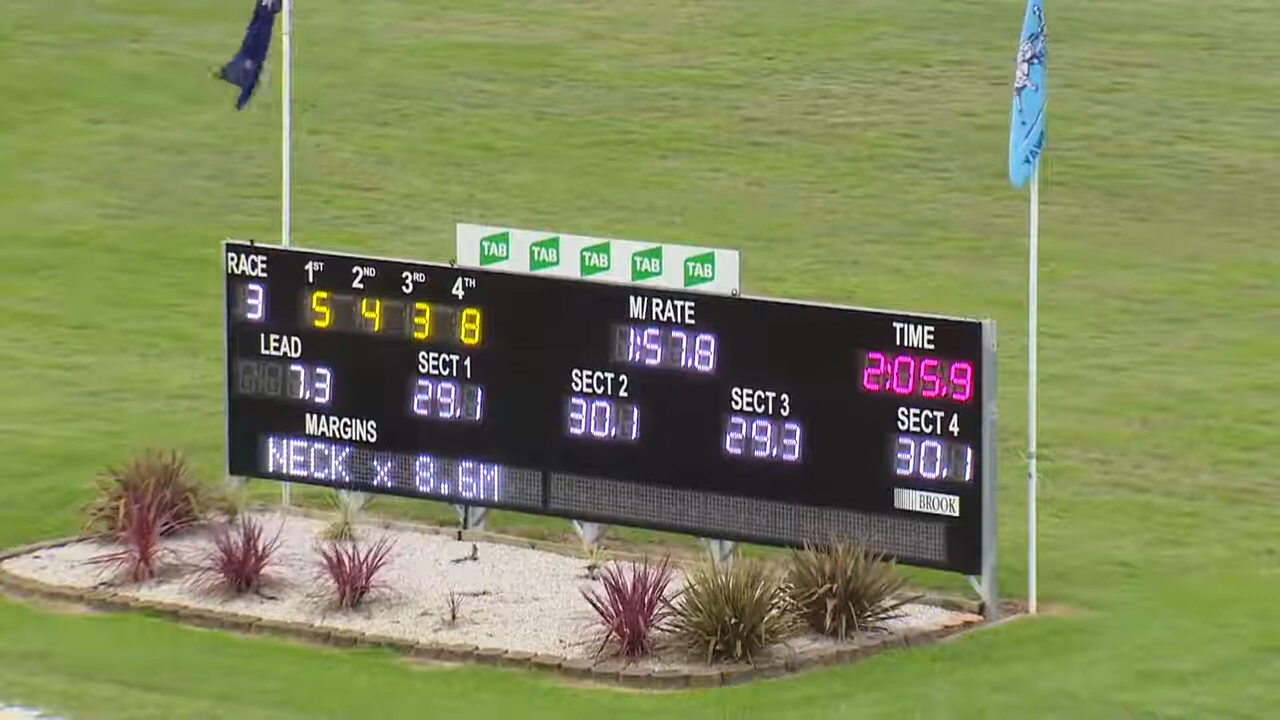 TAB TAB TAB TAB TAB
RACE 1ST 2ND 3RD 4TH
3 5 4 3 8
M/ RATE
1:57.8
TIME
2:05.9
LEAD
7.3
SECT 1
29.1
SECT 2
30.1
SECT 3
29.3
SECT 4
30.1
MARGINS
NECK x 8.6M
BROOK